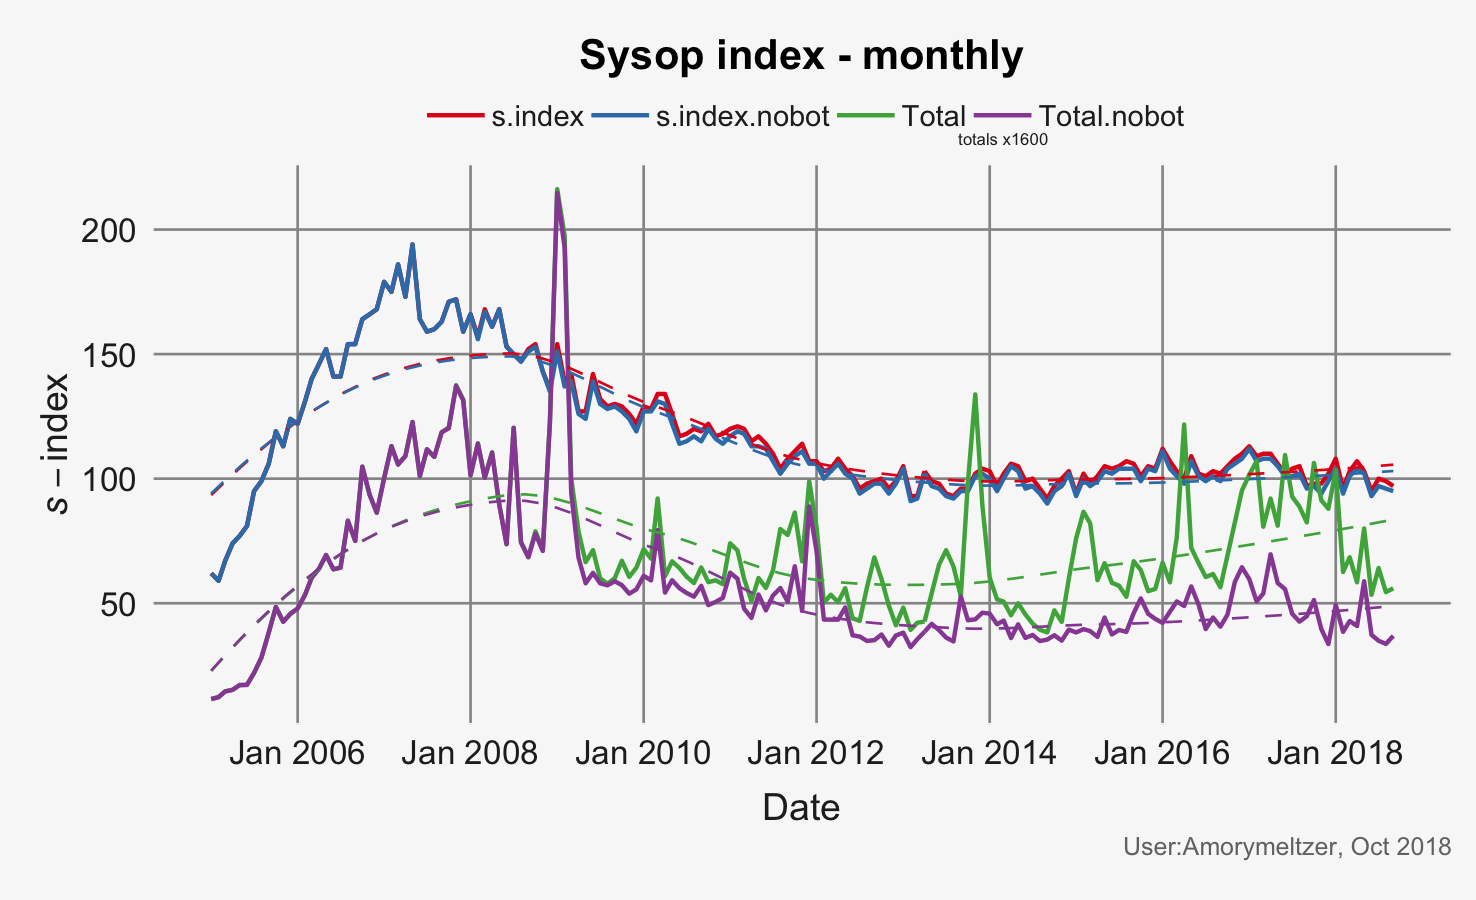 Sysop index - monthly
s.index s.index.nobot Total Total.nobot
totals x1600
200
150
100
50
s – index
Jan 2006 Jan 2008 Jan 2010 Jan 2012 Jan 2014 Jan 2016 Jan 2018
Date
User:Amorymeltzer, Oct 2018